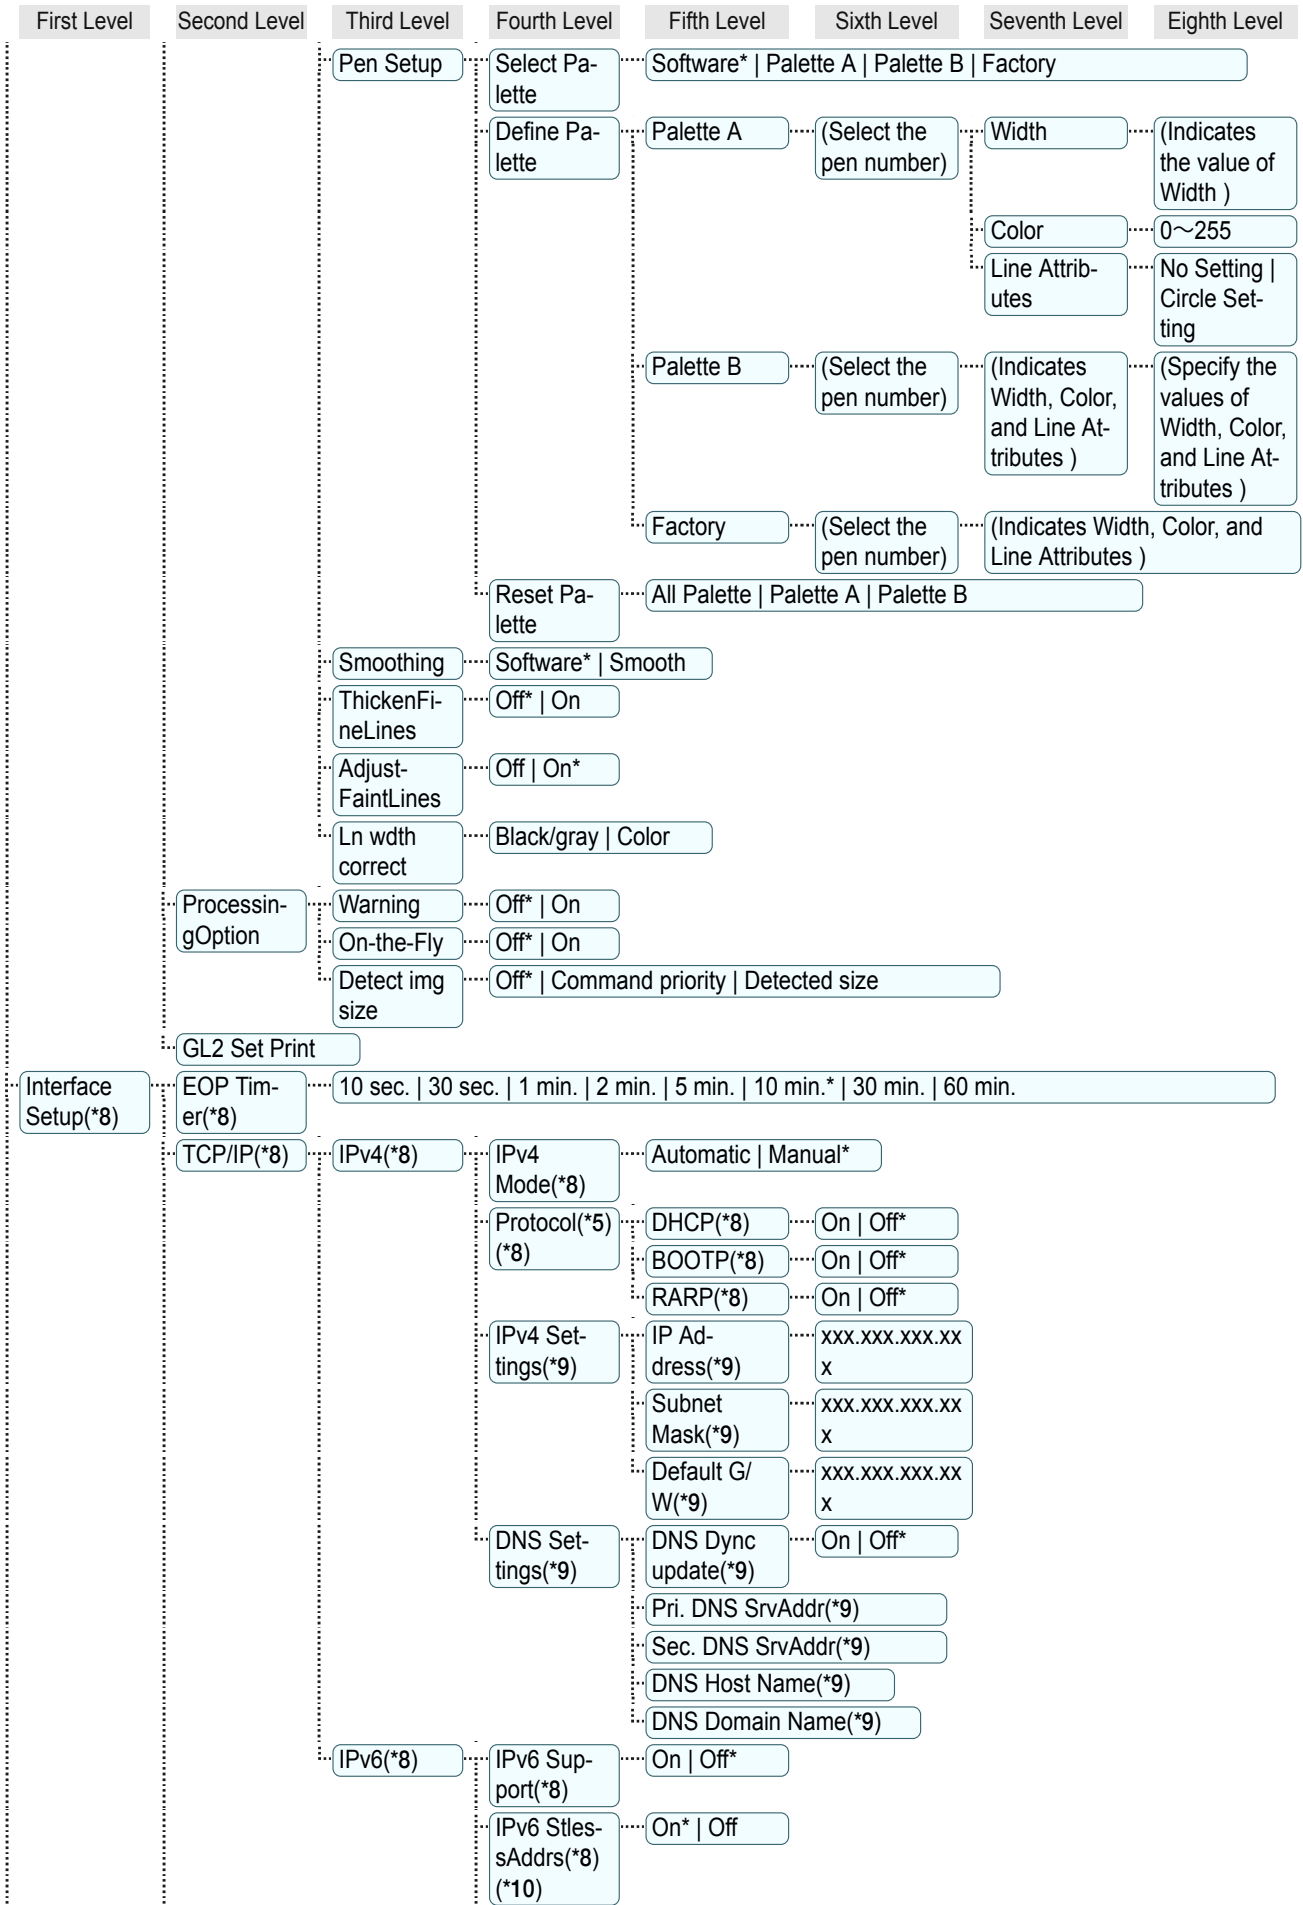 First Level Second Level Third Level Fourth Level Fifth Level Sixth Level Seventh Level Eighth Level
Pen Setup Select Pa- Software* | Palette A | Palette B | Factory
lette
Define Pa- Palette A (Select the Width (Indicates
lette pen number) the value of
Width )
Color 0～255
Line Attrib- No Setting |
utes Circle Set-
ting
Palette B (Select the (Indicates (Specify the
pen number) Width, Color, values of
and Line At- Width, Color,
tributes ) and Line At-
tributes )
Factory (Select the (Indicates Width, Color, and
pen number) Line Attributes )
Reset Pa- All Palette | Palette A | Palette B
lette
Smoothing Software* | Smooth
ThickenFi- Off* | On
neLines
Adjust- Off | On*
FaintLines
Ln wdth Black/gray | Color
correct
Processin- Warning Off* | On
gOption
On-the-Fly Off* | On
Detect img Off* | Command priority | Detected size
size
GL2 Set Print
Interface EOP Tim- 10 sec. | 30 sec. | 1 min. | 2 min. | 5 min. | 10 min.* | 30 min. | 60 min.
Setup(*8) er(*8)
TCP/IP(*8) IPv4(*8) IPv4 Automatic | Manual*
Mode(*8)
Protocol(*5) DHCP(*8) On | Off*
(*8) BOOTP(*8) On | Off*
RARP(*8) On | Off*
IPv4 Set- IP Ad- xxx.xxx.xxx.xx
tings(*9) dress(*9) x
Subnet xxx.xxx.xxx.xx
Mask(*9) x
Default G/ xxx.xxx.xxx.xx
W(*9) x
DNS Set- DNS Dync On | Off*
tings(*9) update(*9)
Pri. DNS SrvAddr(*9)
Sec. DNS SrvAddr(*9)
DNS Host Name(*9)
DNS Domain Name(*9)
IPv6(*8) IPv6 Sup- On | Off*
port(*8)
IPv6 Stles- On* | Off
sAddrs(*8)
(*10)